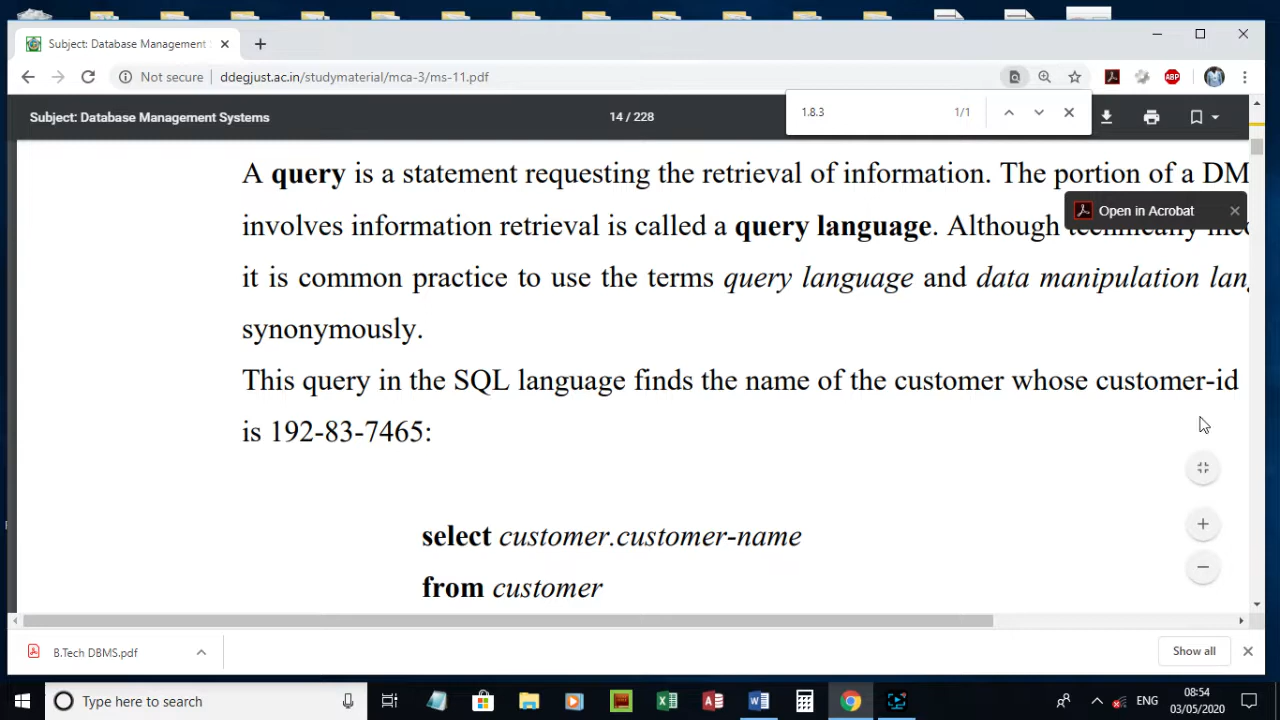 Subject: Database Management
Not secure
ddegjust.ac.in/studymaterial/mca-3/ms-11.pdf
ABP
Subject: Database Management Systems
14 / 228
1.8.3
1/1
A query is a statement requesting the retrieval of information. The portion of a DM
Open in Acrobat
involves information retrieval is called a query language. Although technically
it is common practice to use the terms query language and data manipulation lan
synonymously.
This query in the SQL language finds the name of the customer whose customer-id
is 192-83-7465:
select customer.customer-name
from customer
B.Tech DBMS.pdf
Show all
Type here to search
ENG
08:54
03/05/2020